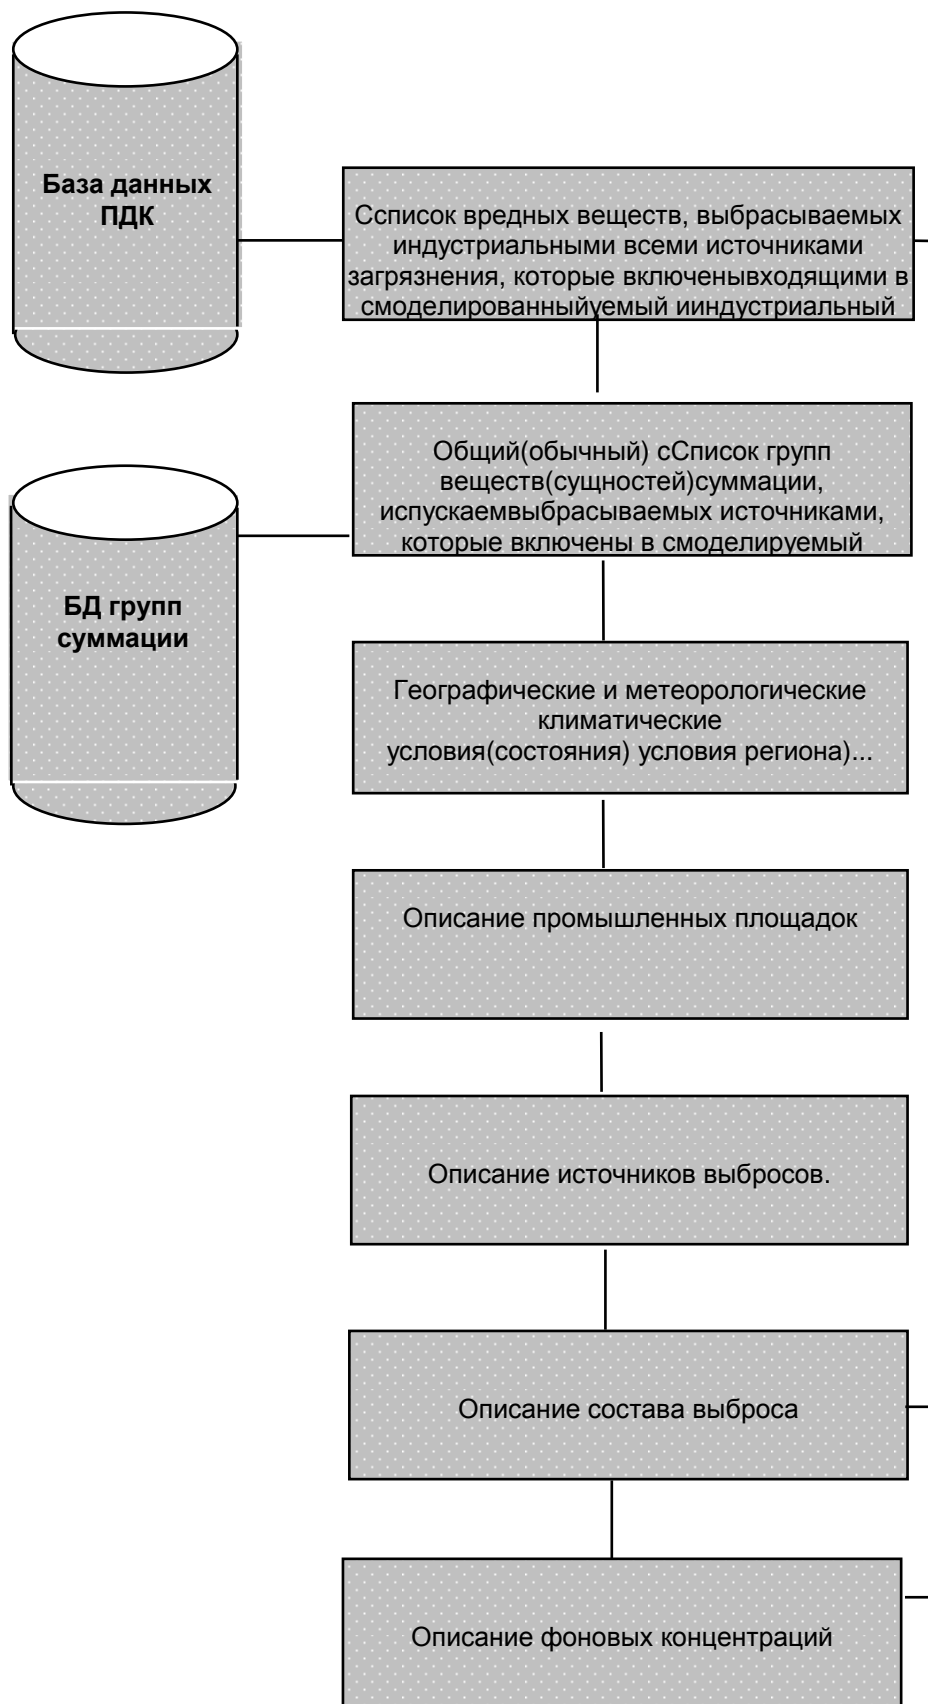 База данных
ПДК
Ссписок вредных веществ, выбрасываемых
индустриальными всеми источниками
загрязнения, которые включенывходящими в
смоделированныйуемый ииндустриальный
Общий(обычный) сСписок групп
веществ(сущностей)суммации,
испускаемвыбрасываемых источниками,
которые включены в смоделируемый
БД групп
суммации
Географические и метеорологические
климатические
условия(состояния) условия региона)...
Описание промышленных площадок
Описание источников выбросов.
Описание состава выброса
Описание фоновых концентраций